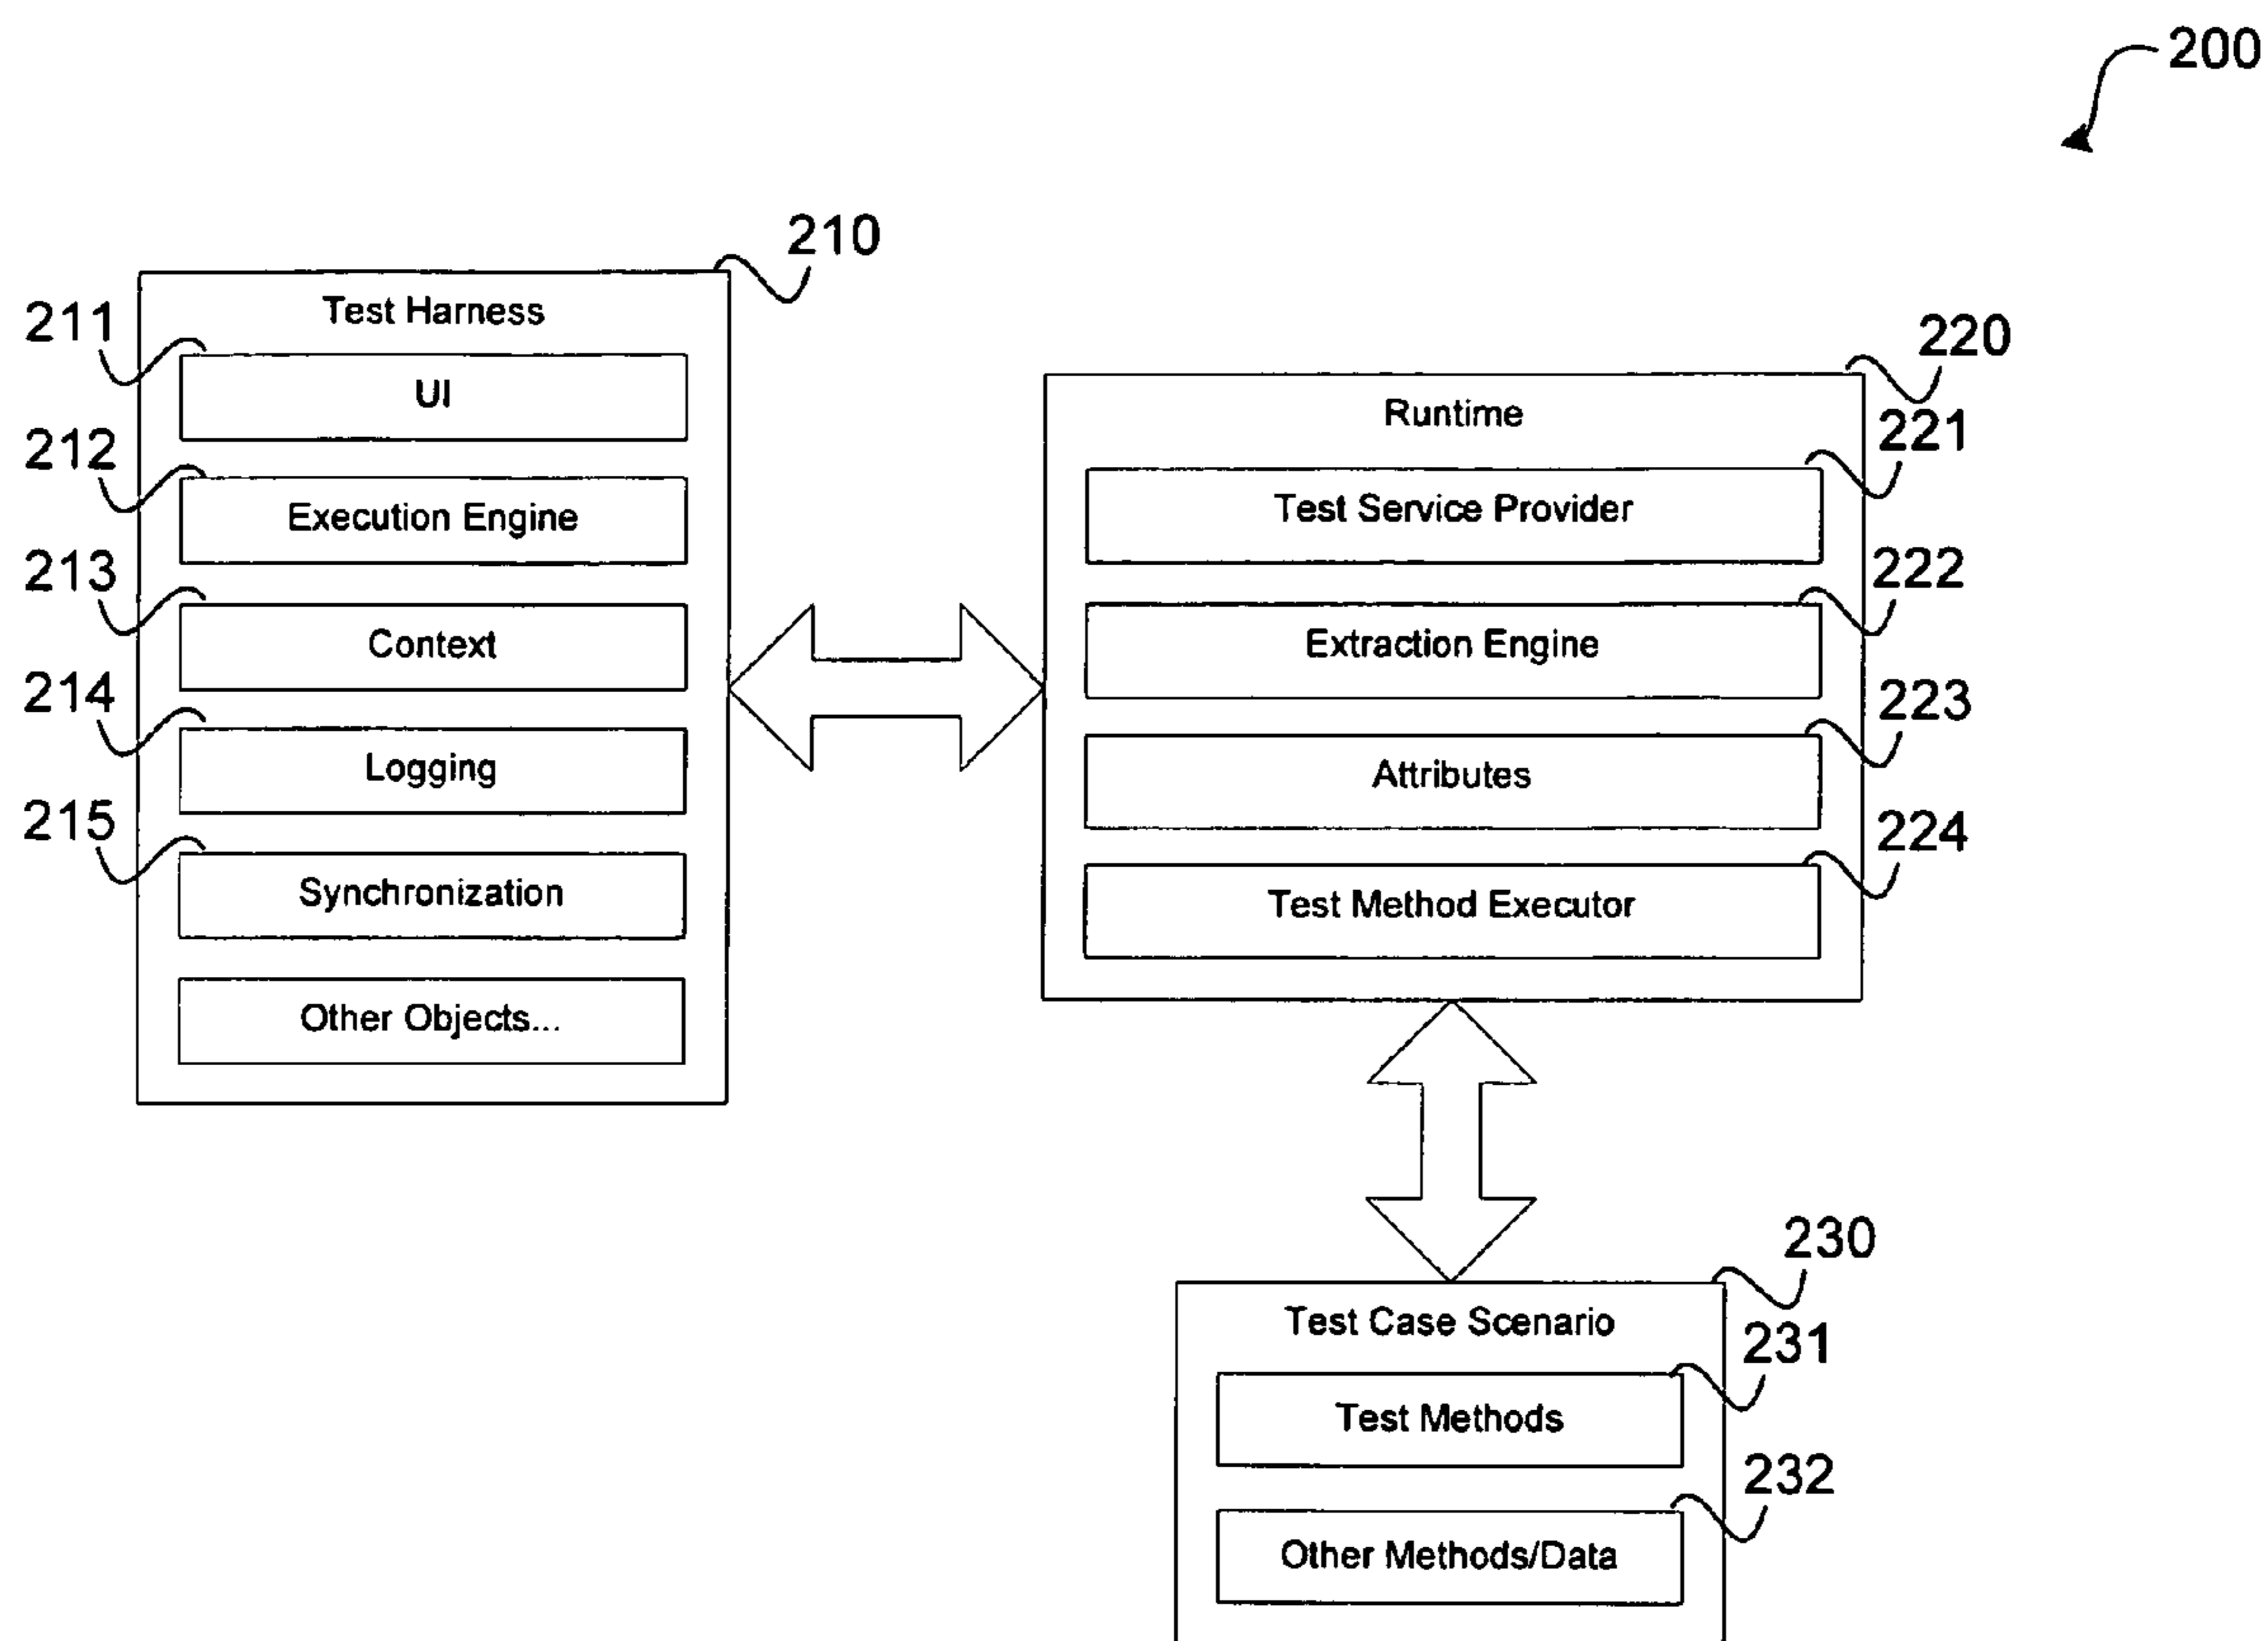 200
210
Test Harness
211
UI
212
Execution Engine
213
Context
214
Logging
215
Synchronization
Other Objects...
220
Runtime
221
Test Service Provider
222
Extraction Engine
223
Attributes
224
Test Method Executor
230
Test Case Scenario
231
Test Methods
232
Other Methods/Data